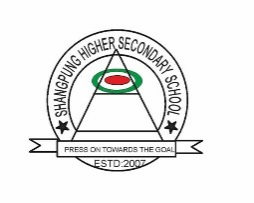 SHANGPUNG HIGHER SECONDARY SCHOOL
PRESS ON TOWARDS THE GOAL
ESTD:2007